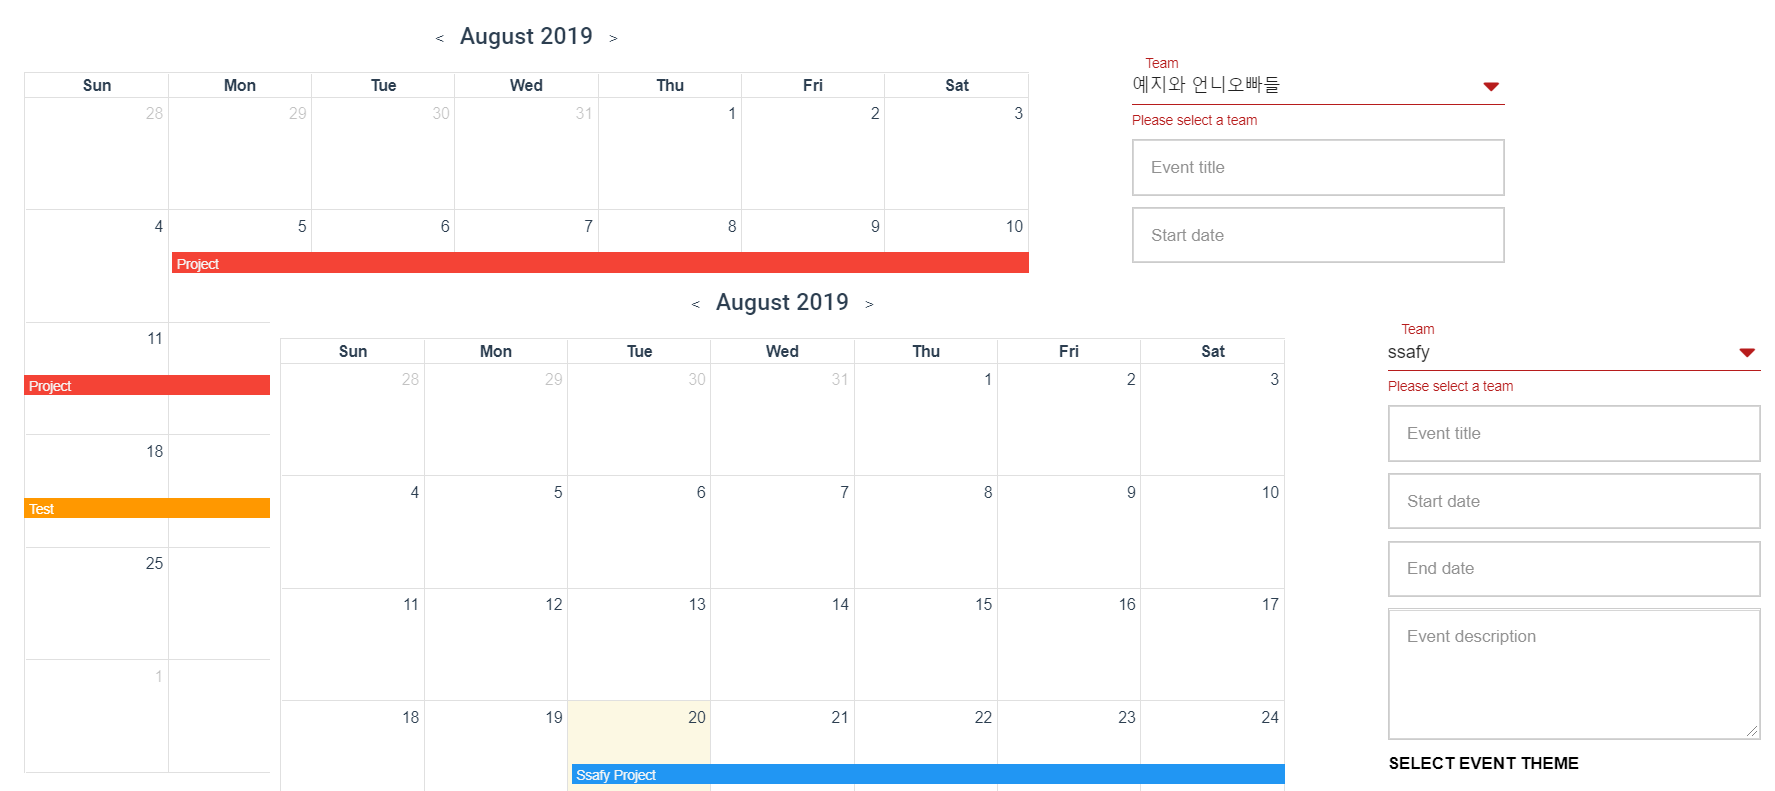 < August 2019 >
Sun Mon Tue Wed Thu Fri Sat
28 29 30 31 1 2 3
4 5 6 7 8 9 10
Project
11
Project
18
Test
25
1
Team
예지와 언니오빠들
Please select a team
Event title
Start date
< August 2019 >
Sun Mon Tue Wed Thu Fri Sat
28 29 30 31 1 2 3
4 5 6 7 8 9 10
11 12 13 14 15 16 17
18 19 20 21 22 23 24
Ssafy Project
Team
ssafy
Please select a team
Event title
Start date
End date
Event description
SELECT EVENT THEME